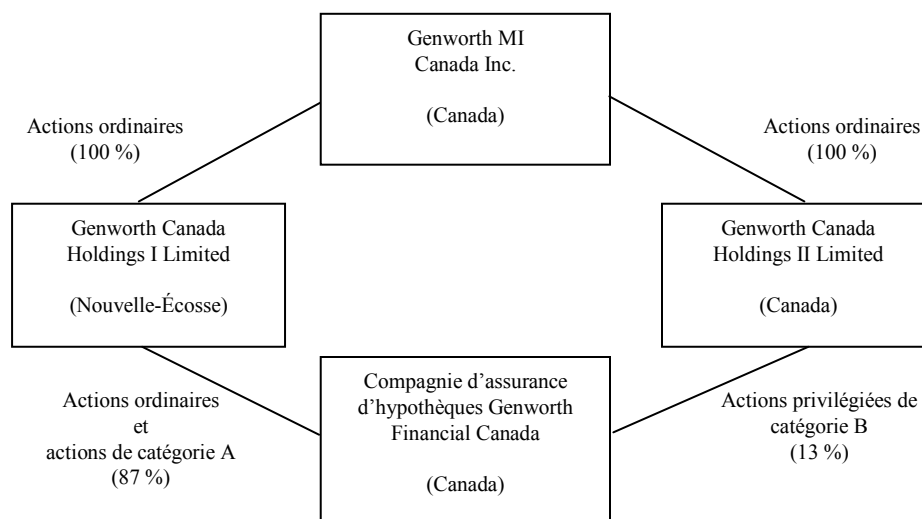 Genworth MI
Canada Inc.
(Canada)
Actions ordinaires
(100 %)
Actions ordinaires
(100 %)
Genworth Canada
Holdings I Limited
(Nouvelle-Écosse)
Genworth Canada
Holdings II Limited
(Canada)
Actions ordinaires
et
actions de catégorie A
(87 %)
Compagnie d’assurance
d’hypothèques Genworth
Financial Canada
(Canada)
Actions privilégiées de
catégorie B
(13 %)